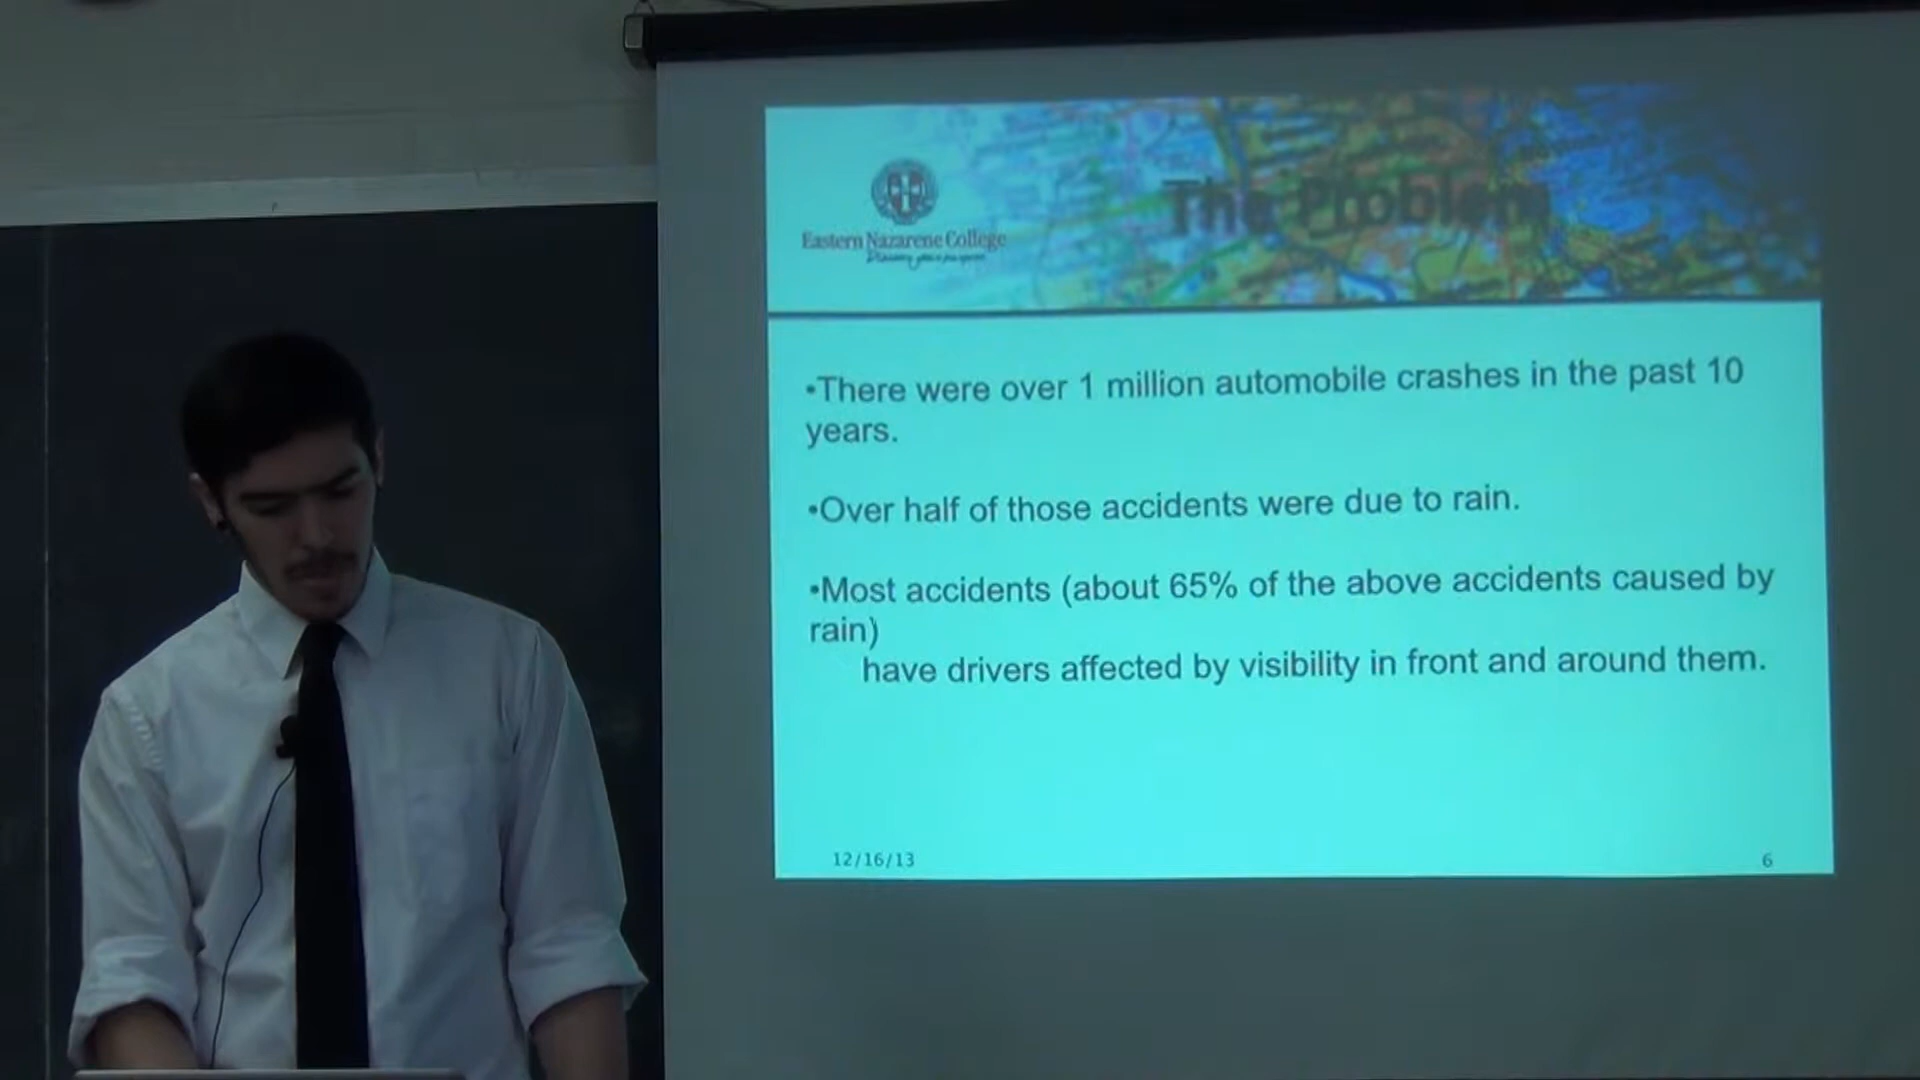 The Problem
Eastern Nazarene College
•There were over 1 million automobile crashes in the past 10
years.
•Over half of those accidents were due to rain.
•Most accidents (about 65% of the above accidents caused by
rain)
have drivers affected by visibility in front and around them.
12/16/13
6